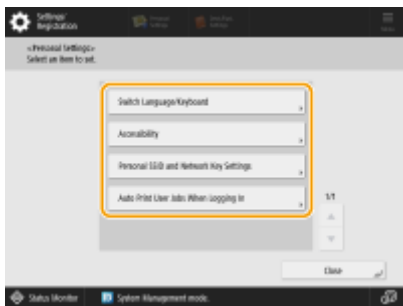 Settings/
Registration
<Personal Settings>
Select an item to set.
Switch Language/Keyboard
Accessibility
Personal SSID and Network Key Settings
Auto Print User Jobs When Logging In
1/1
Close
Status Monitor
System Management mode.